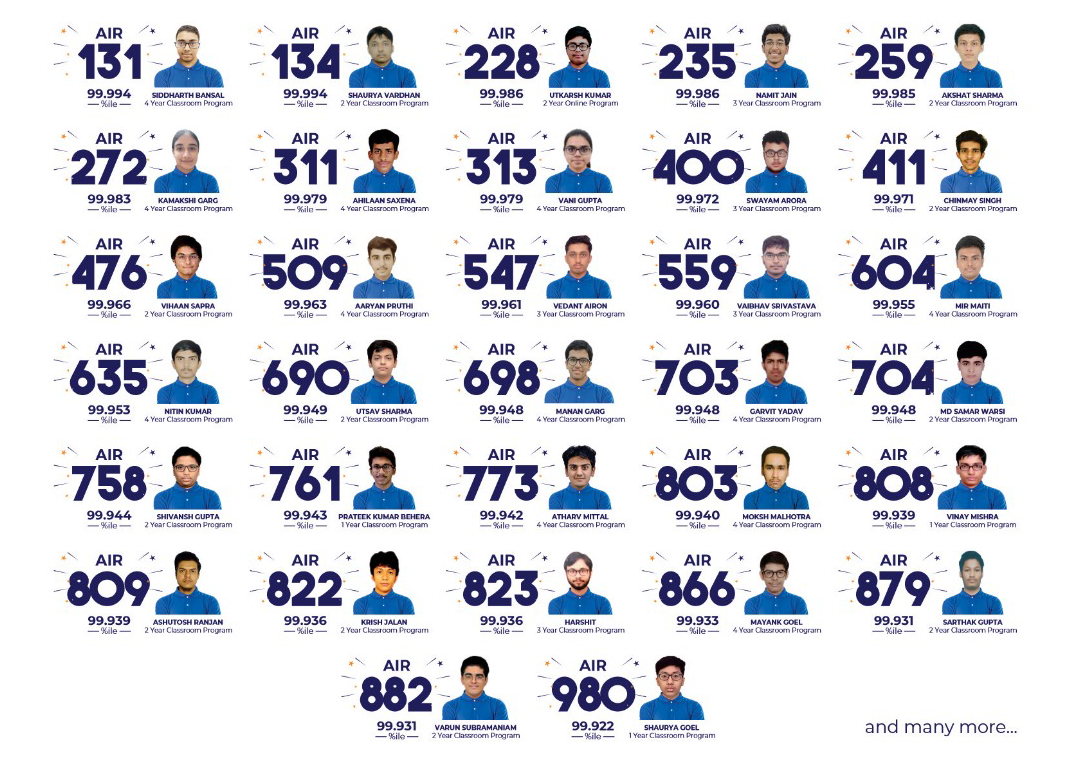 AIR
131
99.994
%ile
SIDDHARTH BANSAL
4 Year Classroom Program
AIR
134
99.994
%ile
SHAURYA VARDHAN
2 Year Classroom Program
AIR
228
99.986
%ile
UTKARSH KUMAR
2 Year Online Program
AIR
235
99.986
%ile
NAMIT JAIN
3 Year Classroom Program
AIR
259
99.985
%ile
AKSHAT SHARMA
2 Year Classroom Program
AIR
272
99.983
%ile
KAMAKSHI GARG
4 Year Classroom Program
AIR
311
99.979
%ile
AHILAAN SAXENA
4 Year Classroom Program
AIR
313
99.979
%ile
VANI GUPTA
4 Year Classroom Program
AIR
400
99.972
%ile
SWAYAM ARORA
3 Year Classroom Program
AIR
411
99.971
%ile
CHINMAY SINGH
2 Year Classroom Program
AIR
476
99.966
%ile
VIHAAN SAPRA
2 Year Classroom Program
AIR
509
99.963
%ile
AARYAN PRUTHI
4 Year Classroom Program
AIR
547
99.961
%ile
VEDANT AIRON
3 Year Classroom Program
AIR
559
99.960
%ile
VAIBHAV SRIVASTAVA
3 Year Classroom Program
AIR
604
99.955
%ile
MIR MAITI
4 Year Classroom Program
AIR
635
99.953
%ile
NITIN KUMAR
4 Year Classroom Program
AIR
690
99.949
%ile
UTSAV SHARMA
2 Year Classroom Program
AIR
698
99.948
%ile
MANAN GARG
4 Year Classroom Program
AIR
703
99.948
%ile
GARVIT YADAV
4 Year Classroom Program
AIR
704
99.948
%ile
MD SAMAR WARSI
2 Year Classroom Program
AIR
758
99.944
%ile
SHIVANSH GUPTA
2 Year Classroom Program
AIR
761
99.943
%ile
PRATEEK KUMAR BEHERA
1 Year Classroom Program
AIR
773
99.942
%ile
ATHARV MITTAL
4 Year Classroom Program
AIR
803
99.940
%ile
MOKSH MALHOTRA
4 Year Classroom Program
AIR
808
99.939
%ile
VINAY MISHRA
1 Year Classroom Program
AIR
809
99.939
%ile
ASHUTOSH RANJAN
2 Year Classroom Program
AIR
822
99.936
%ile
KRISH JALAN
2 Year Classroom Program
AIR
823
99.936
%ile
HARSHIT
3 Year Classroom Program
AIR
866
99.933
%ile
MAYANK GOEL
4 Year Classroom Program
AIR
879
99.931
%ile
SARTHAK GUPTA
2 Year Classroom Program
AIR
882
99.931
%ile
VARUN SUBRAMANIAM
2 Year Classroom Program
AIR
980
99.922
%ile
SHAURYA GOEL
1 Year Classroom Program
and many more...